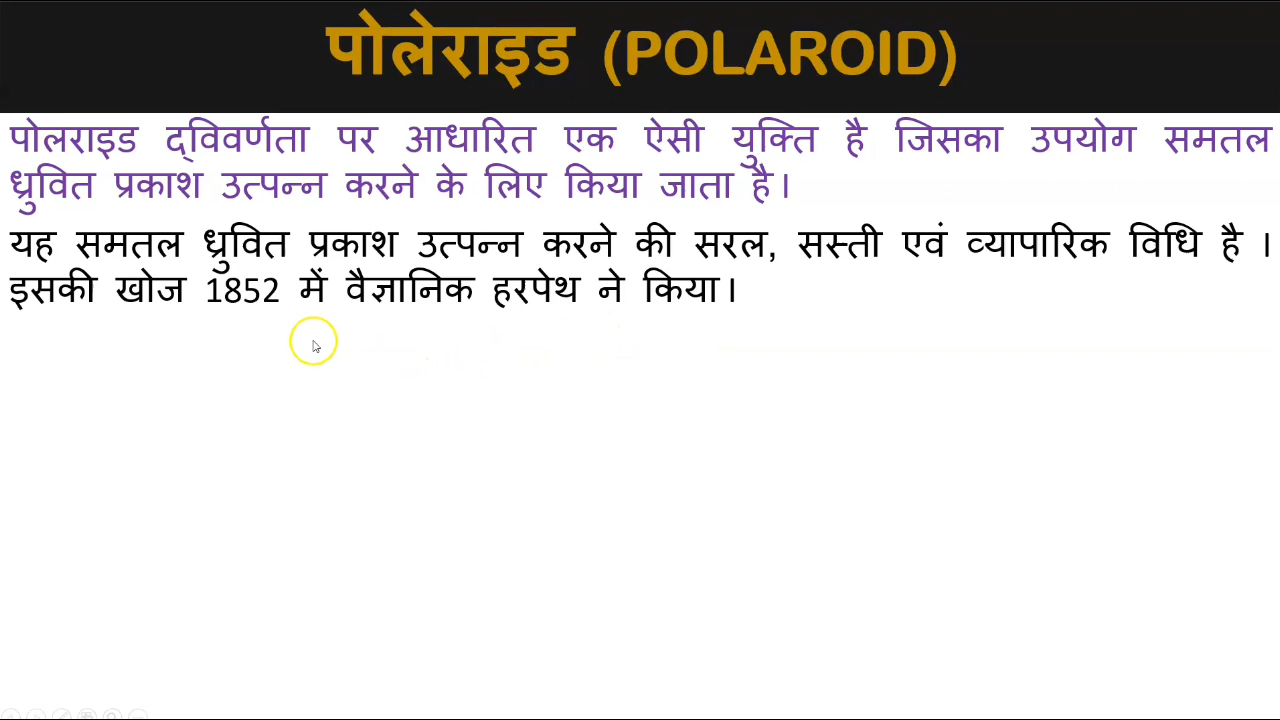 पोलेराइड (POLAROID)
पोलराइड द्विवर्णता पर आधारित एक ऐसी युक्ति है जिसका उपयोग समतल
ध्रुवित प्रकाश उत्पन्न करने के लिए किया जाता है।
यह समतल ध्रुवित प्रकाश उत्पन्न करने की सरल, सस्ती एवं व्यापारिक विधि है ।
इसकी खोज 1852 में वैज्ञानिक हरपेथ ने किया।